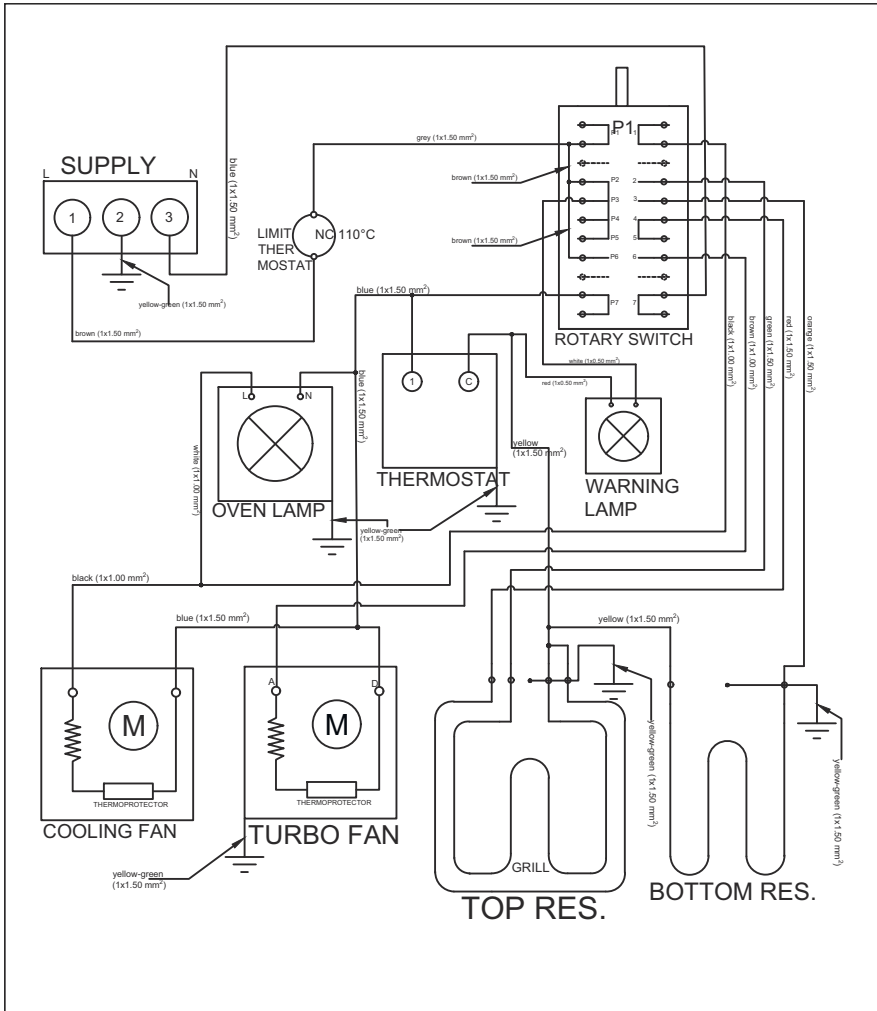 SUPPLY
L
N
1
2
3
yellow-green (1x1.50 mm²)
brown (1x1.50 mm²)
blue (1x1.50 mm²)
LIMIT
THER
MOSTAT
NC 110°C
grey (1x1.50 mm²)
brown (1x1.50 mm²)
brown (1x1.50 mm²)
P1
P1
1
P2
2
P3
3
P4
4
P5
5
P6
6
P7
7
ROTARY SWITCH
blue (1x1.50 mm²)
1
C
THERMOSTAT
white (1x0.50 mm²)
red (1x0.50 mm²)
WARNING
LAMP
L
N
OVEN LAMP
blue (1x1.50 mm²)
white (1x1.00 mm²)
yellow
(1x1.50 mm²)
yellow-green
(1x1.50 mm²)
black (1x1.00 mm²)
brown (1x1.00 mm²)
green (1x1.50 mm²)
red (1x1.50 mm²)
orange (1x1.50 mm²)
black (1x1.00 mm²)
blue (1x1.50 mm²)
yellow (1x1.50 mm²)
M
THERMOPROTECTOR
COOLING FAN
A
D
M
THERMOPROTECTOR
TURBO FAN
yellow-green
(1x1.50 mm²)
GRILL
TOP RES.
yellow-green (1x1.50 mm²)
BOTTOM RES.
yellow-green (1x1.50 mm²)